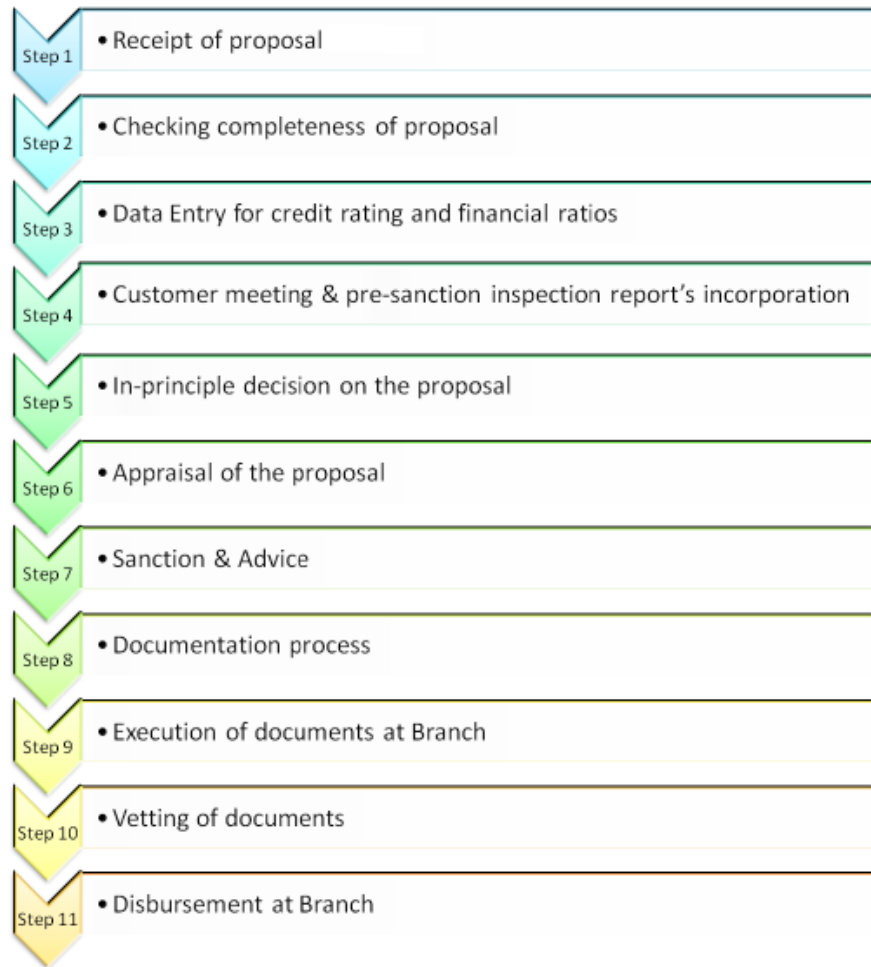 Step 1
• Receipt of proposal
Step 2
• Checking completeness of proposal
Step 3
• Data Entry for credit rating and financial ratios
Step 4
• Customer meeting & pre-sanction inspection report’s incorporation
Step 5
• In-principle decision on the proposal
Step 6
• Appraisal of the proposal
Step 7
• Sanction & Advice
Step 8
• Documentation process
Step 9
• Execution of documents at Branch
Step 10
• Vetting of documents
Step 11
• Disbursement at Branch